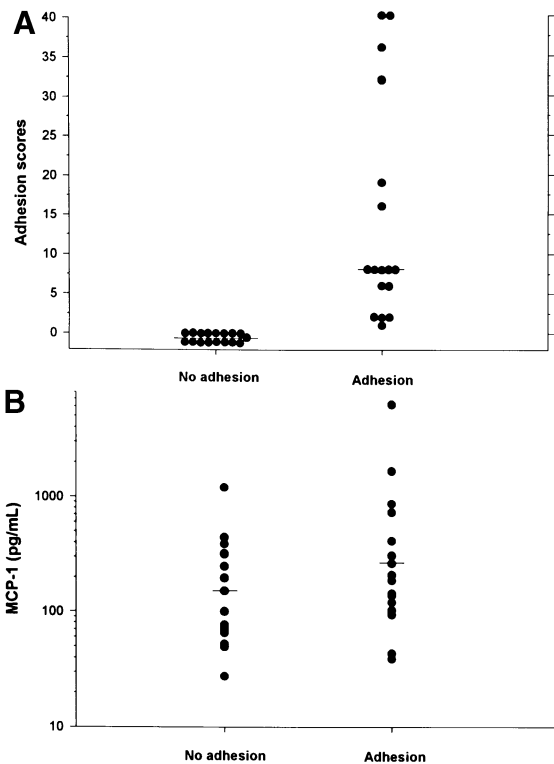 A
40
35
30
25
20
15
10
5
0
Adhesion scores
No adhesion
Adhesion
B
1000
100
10
MCP-1 (pg/mL)
No adhesion
Adhesion